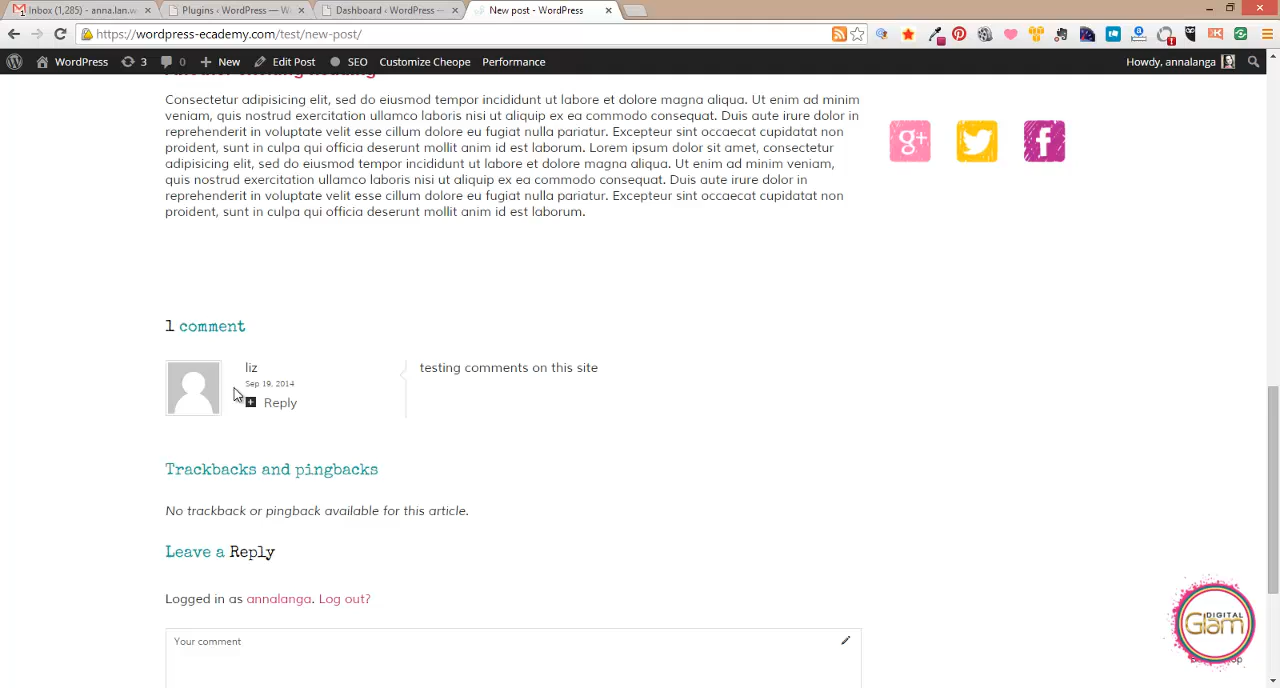 Inbox (1,285) - anna.lan.w
Plugins ‹ WordPress — W
Dashboard ‹ WordPress —
New post - WordPress
https://wordpress-ecademy.com/test/new-post/
WordPress 3 0 New Edit Post SEO Customize Cheope Performance Howdy, annalanga
Consectetur adipisicing elit, sed do eiusmod tempor incididunt ut labore et dolore magna aliqua. Ut enim ad minim
veniam, quis nostrud exercitation ullamco laboris nisi ut aliquip ex ea commodo consequat. Duis aute irure dolor in
reprehenderit in voluptate velit esse cillum dolore eu fugiat nulla pariatur. Excepteur sint occaecat cupidatat non
proident, sunt in culpa qui officia deserunt mollit anim id est laborum. Lorem ipsum dolor sit amet, consectetur
adipisicing elit, sed do eiusmod tempor incididunt ut labore et dolore magna aliqua. Ut enim ad minim veniam,
quis nostrud exercitation ullamco laboris nisi ut aliquip ex ea commodo consequat. Duis aute irure dolor in
reprehenderit in voluptate velit esse cillum dolore eu fugiat nulla pariatur. Excepteur sint occaecat cupidatat non
proident, sunt in culpa qui officia deserunt mollit anim id est laborum.
1 comment
liz
Sep 19, 2014
Reply
testing comments on this site
Trackbacks and pingbacks
No trackback or pingback available for this article.
Leave a Reply
Logged in as annalanga. Log out?
Your comment
DIGITAL
Glam